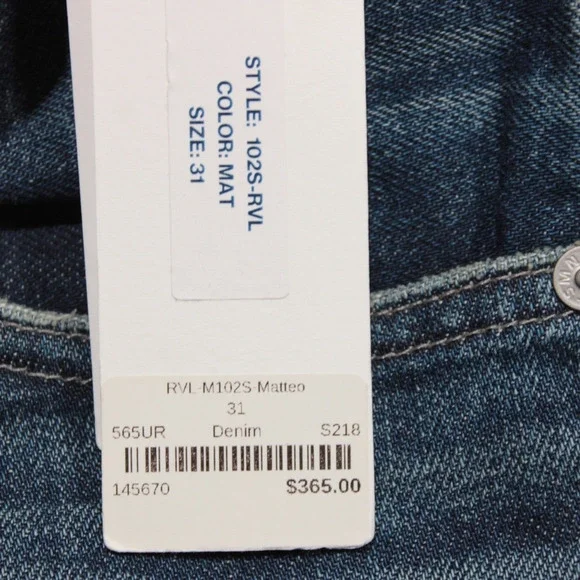 STYLE: 102S-RVL
COLOR: MAT
SIZE: 31
RVL-M102S-Matteo
31
565UR Denim S218
145670 $365.00